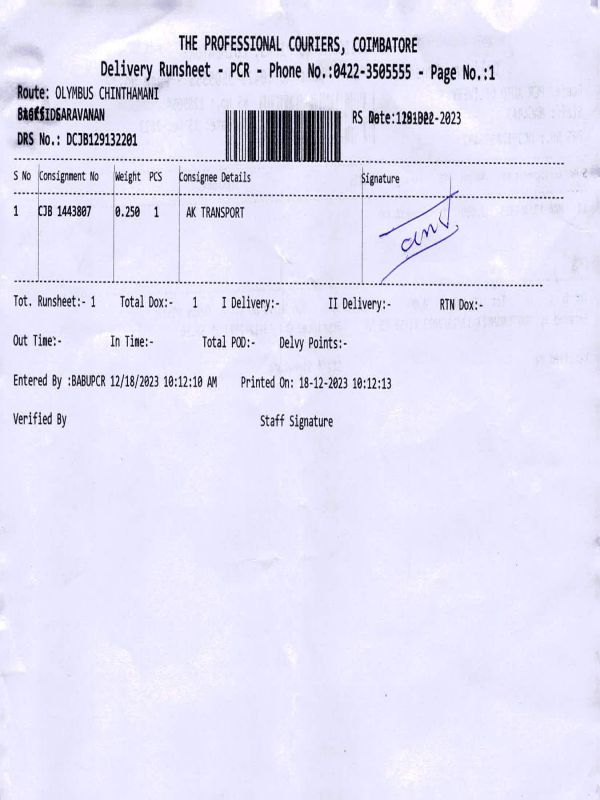 THE PROFESSIONAL COURIERS, COIMBATORE
Delivery Runsheet - PCR - Phone No.:0422-3505555 - Page No.:1
Route: OLYMBUS CHINTHAMANI
SARAVANAN
DRS No.: DCJB129132201
RS Date: -2023
S No Consignment No Weight PCS Consignee Details Signature
1 CJB 1443807 0.250 1 AK TRANSPORT
Tot. Runsheet:- 1 Total Dox:- 1 I Delivery:- II Delivery:- RTN Dox:-
Out Time:- In Time:- Total POD:- Delvy Points:-
Entered By :BABUPCR 12/18/2023 10:12:10 AM Printed On: 18-12-2023 10:12:13
Verified By Staff Signature